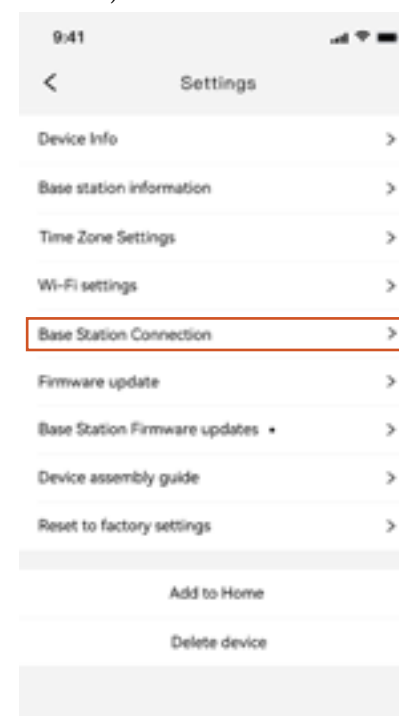 9:41
Settings
Device Info
Base station information
Time Zone Settings
Wi-Fi settings
Base Station Connection
Firmware update
Base Station Firmware updates •
Device assembly guide
Reset to factory settings
Add to Home
Delete device